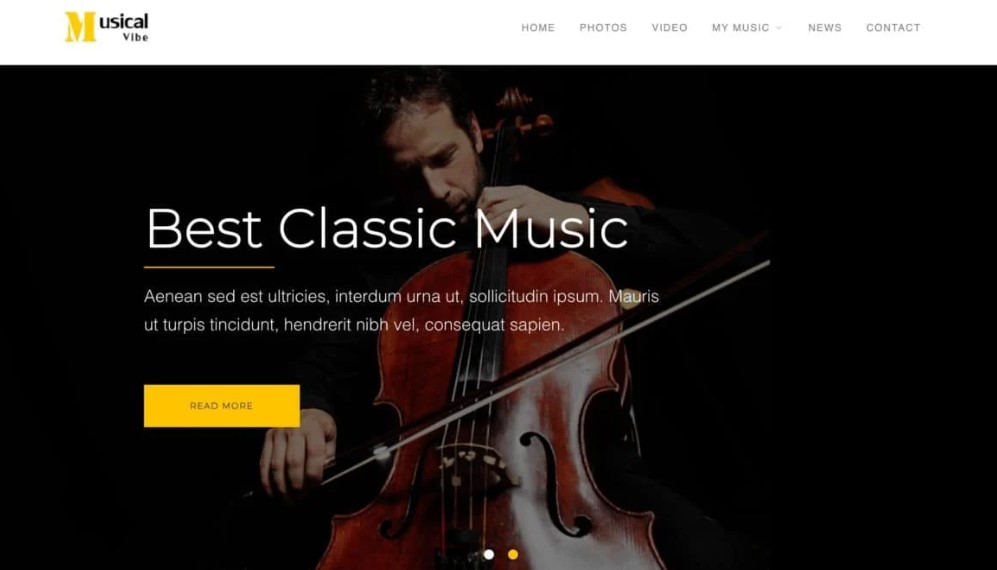 Musical
Vibe
HOME PHOTOS VIDEO MY MUSIC NEWS CONTACT
Best Classic Music
Aenean sed est ultricies, interdum urna ut, sollicitudin ipsum. Mauris
ut turpis tincidunt, hendrerit nibh vel, consequat sapien.
READ MORE